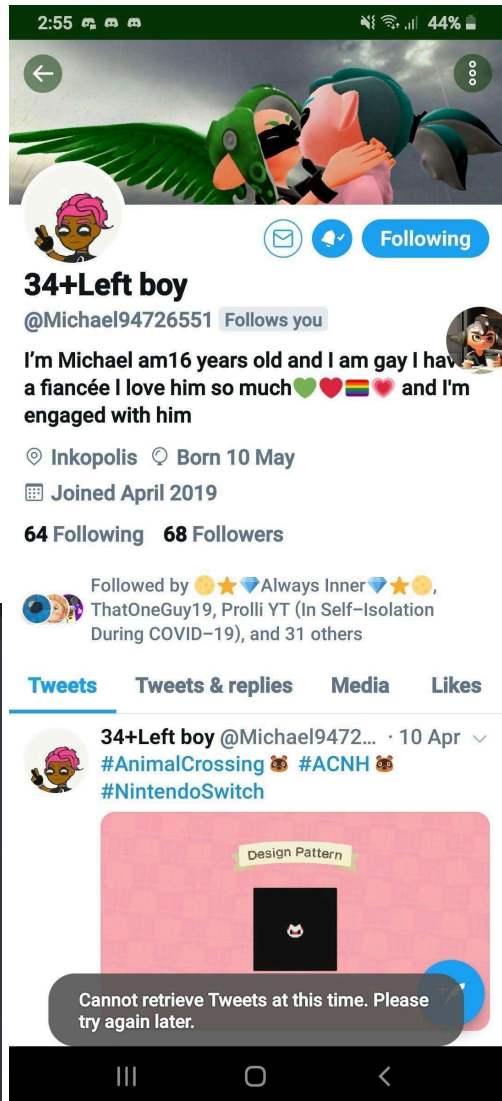 2:55 44%
Following
34+Left boy
@Michael94726551 Follows you
I'm Michael am16 years old and I am gay I hav
a fiancée I love him so much💚❤️🏳️‍🌈💗 and I'm
engaged with him
Inkopolis Born 10 May
Joined April 2019
64 Following 68 Followers
Followed by 🌕⭐💎Always Inner💎⭐🌕,
ThatOneGuy19, Prolli YT (In Self–Isolation
During COVID–19), and 31 others
Tweets Tweets & replies Media Likes
34+Left boy @Michael9472... · 10 Apr
#AnimalCrossing #ACNH
#NintendoSwitch
Design Pattern
Cannot retrieve Tweets at this time. Please
try again later.